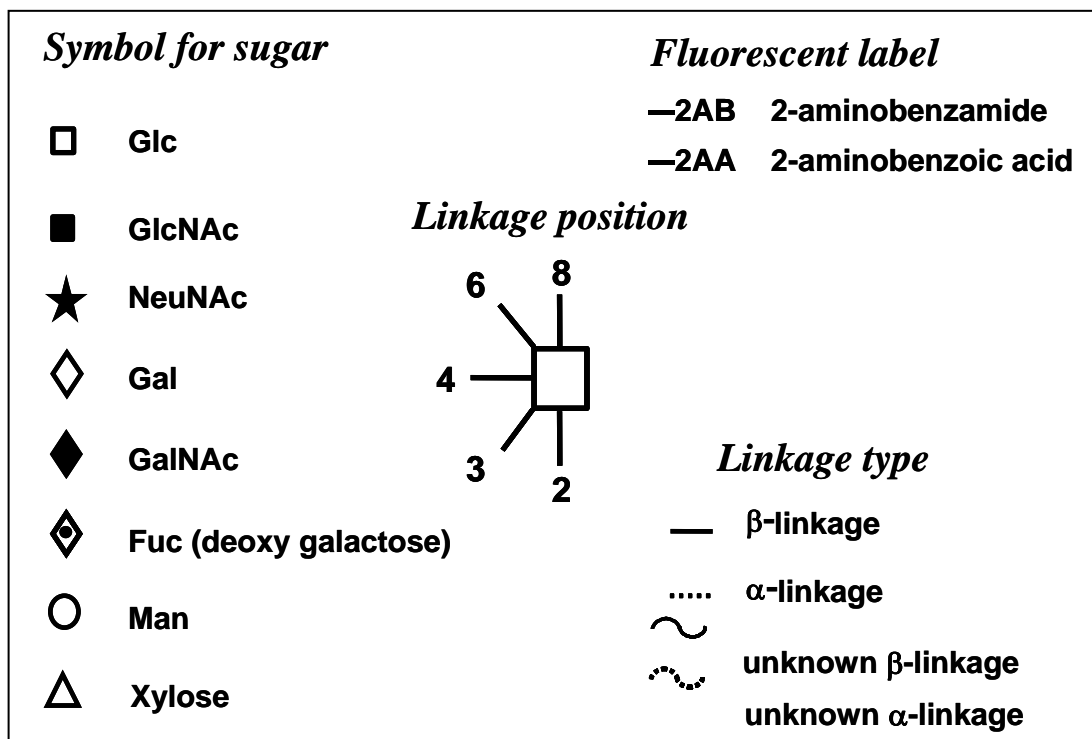 Symbol for sugar
Glc
GlcNAc
NeuNAc
Gal
GalNAc
Fuc (deoxy galactose)
Man
Xylose
Fluorescent label
—2AB 2-aminobenzamide
—2AA 2-aminobenzoic acid
Linkage position
8
6
4
3
2
Linkage type
β-linkage
α-linkage
unknown β-linkage
unknown α-linkage